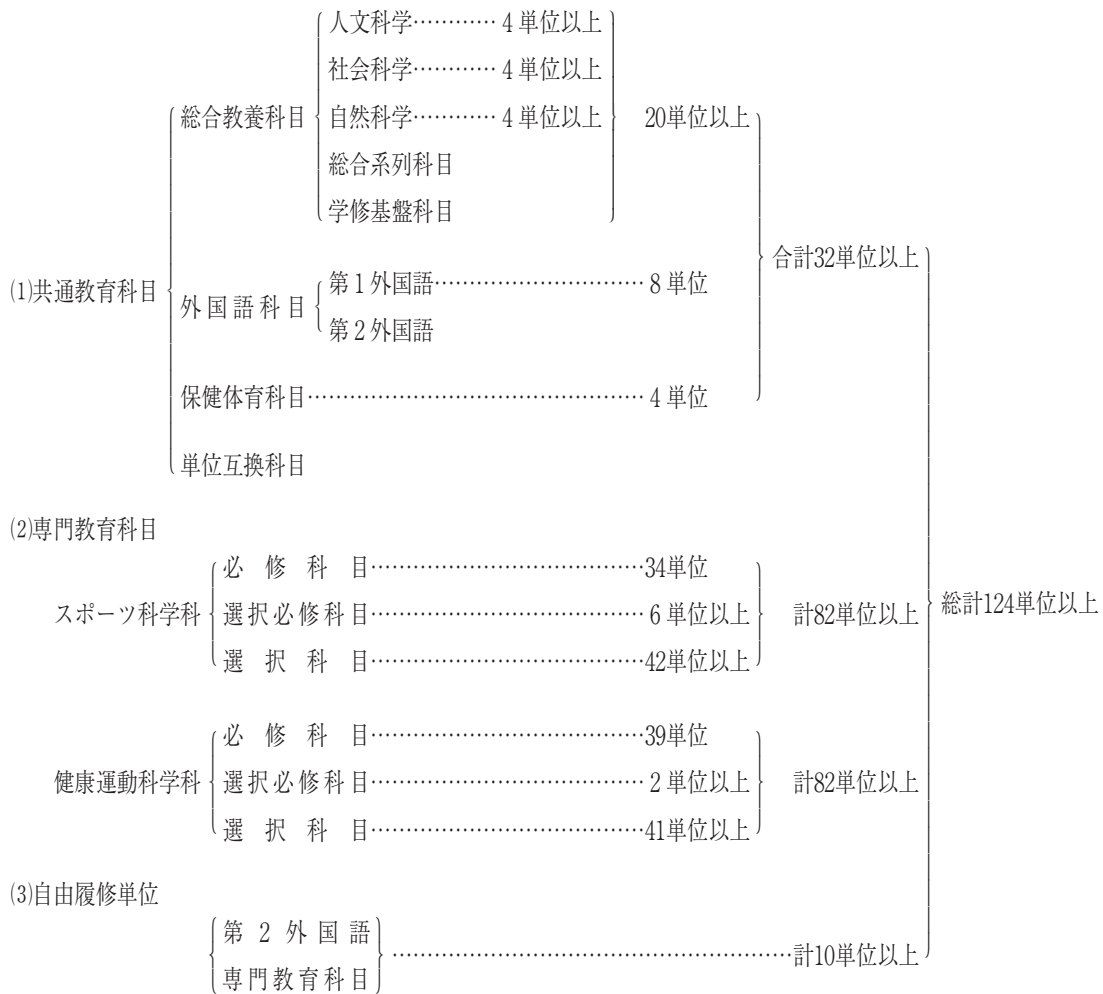 人文科学………… 4 単位以上
社会科学………… 4 単位以上
総合教養科目 自然科学………… 4 単位以上 20単位以上
総合系列科目
学修基盤科目
合計32単位以上
⑴共通教育科目 外国語科目 第1外国語………………………… 8 単位
第2外国語
保健体育科目………………………………………… 4 単位
単位互換科目
⑵専門教育科目
必修科目…………………………………34単位
スポーツ科学科 選択必修科目………………………………… 6 単位以上 計82単位以上 総計124単位以上
選択科目…………………………………42単位以上
必修科目…………………………………39単位
健康運動科学科 選択必修科目………………………………… 2 単位以上 計82単位以上
選択科目…………………………………41単位以上
⑶自由履修単位
第2外国語
専門教育科目 …………………………………………………計10単位以上